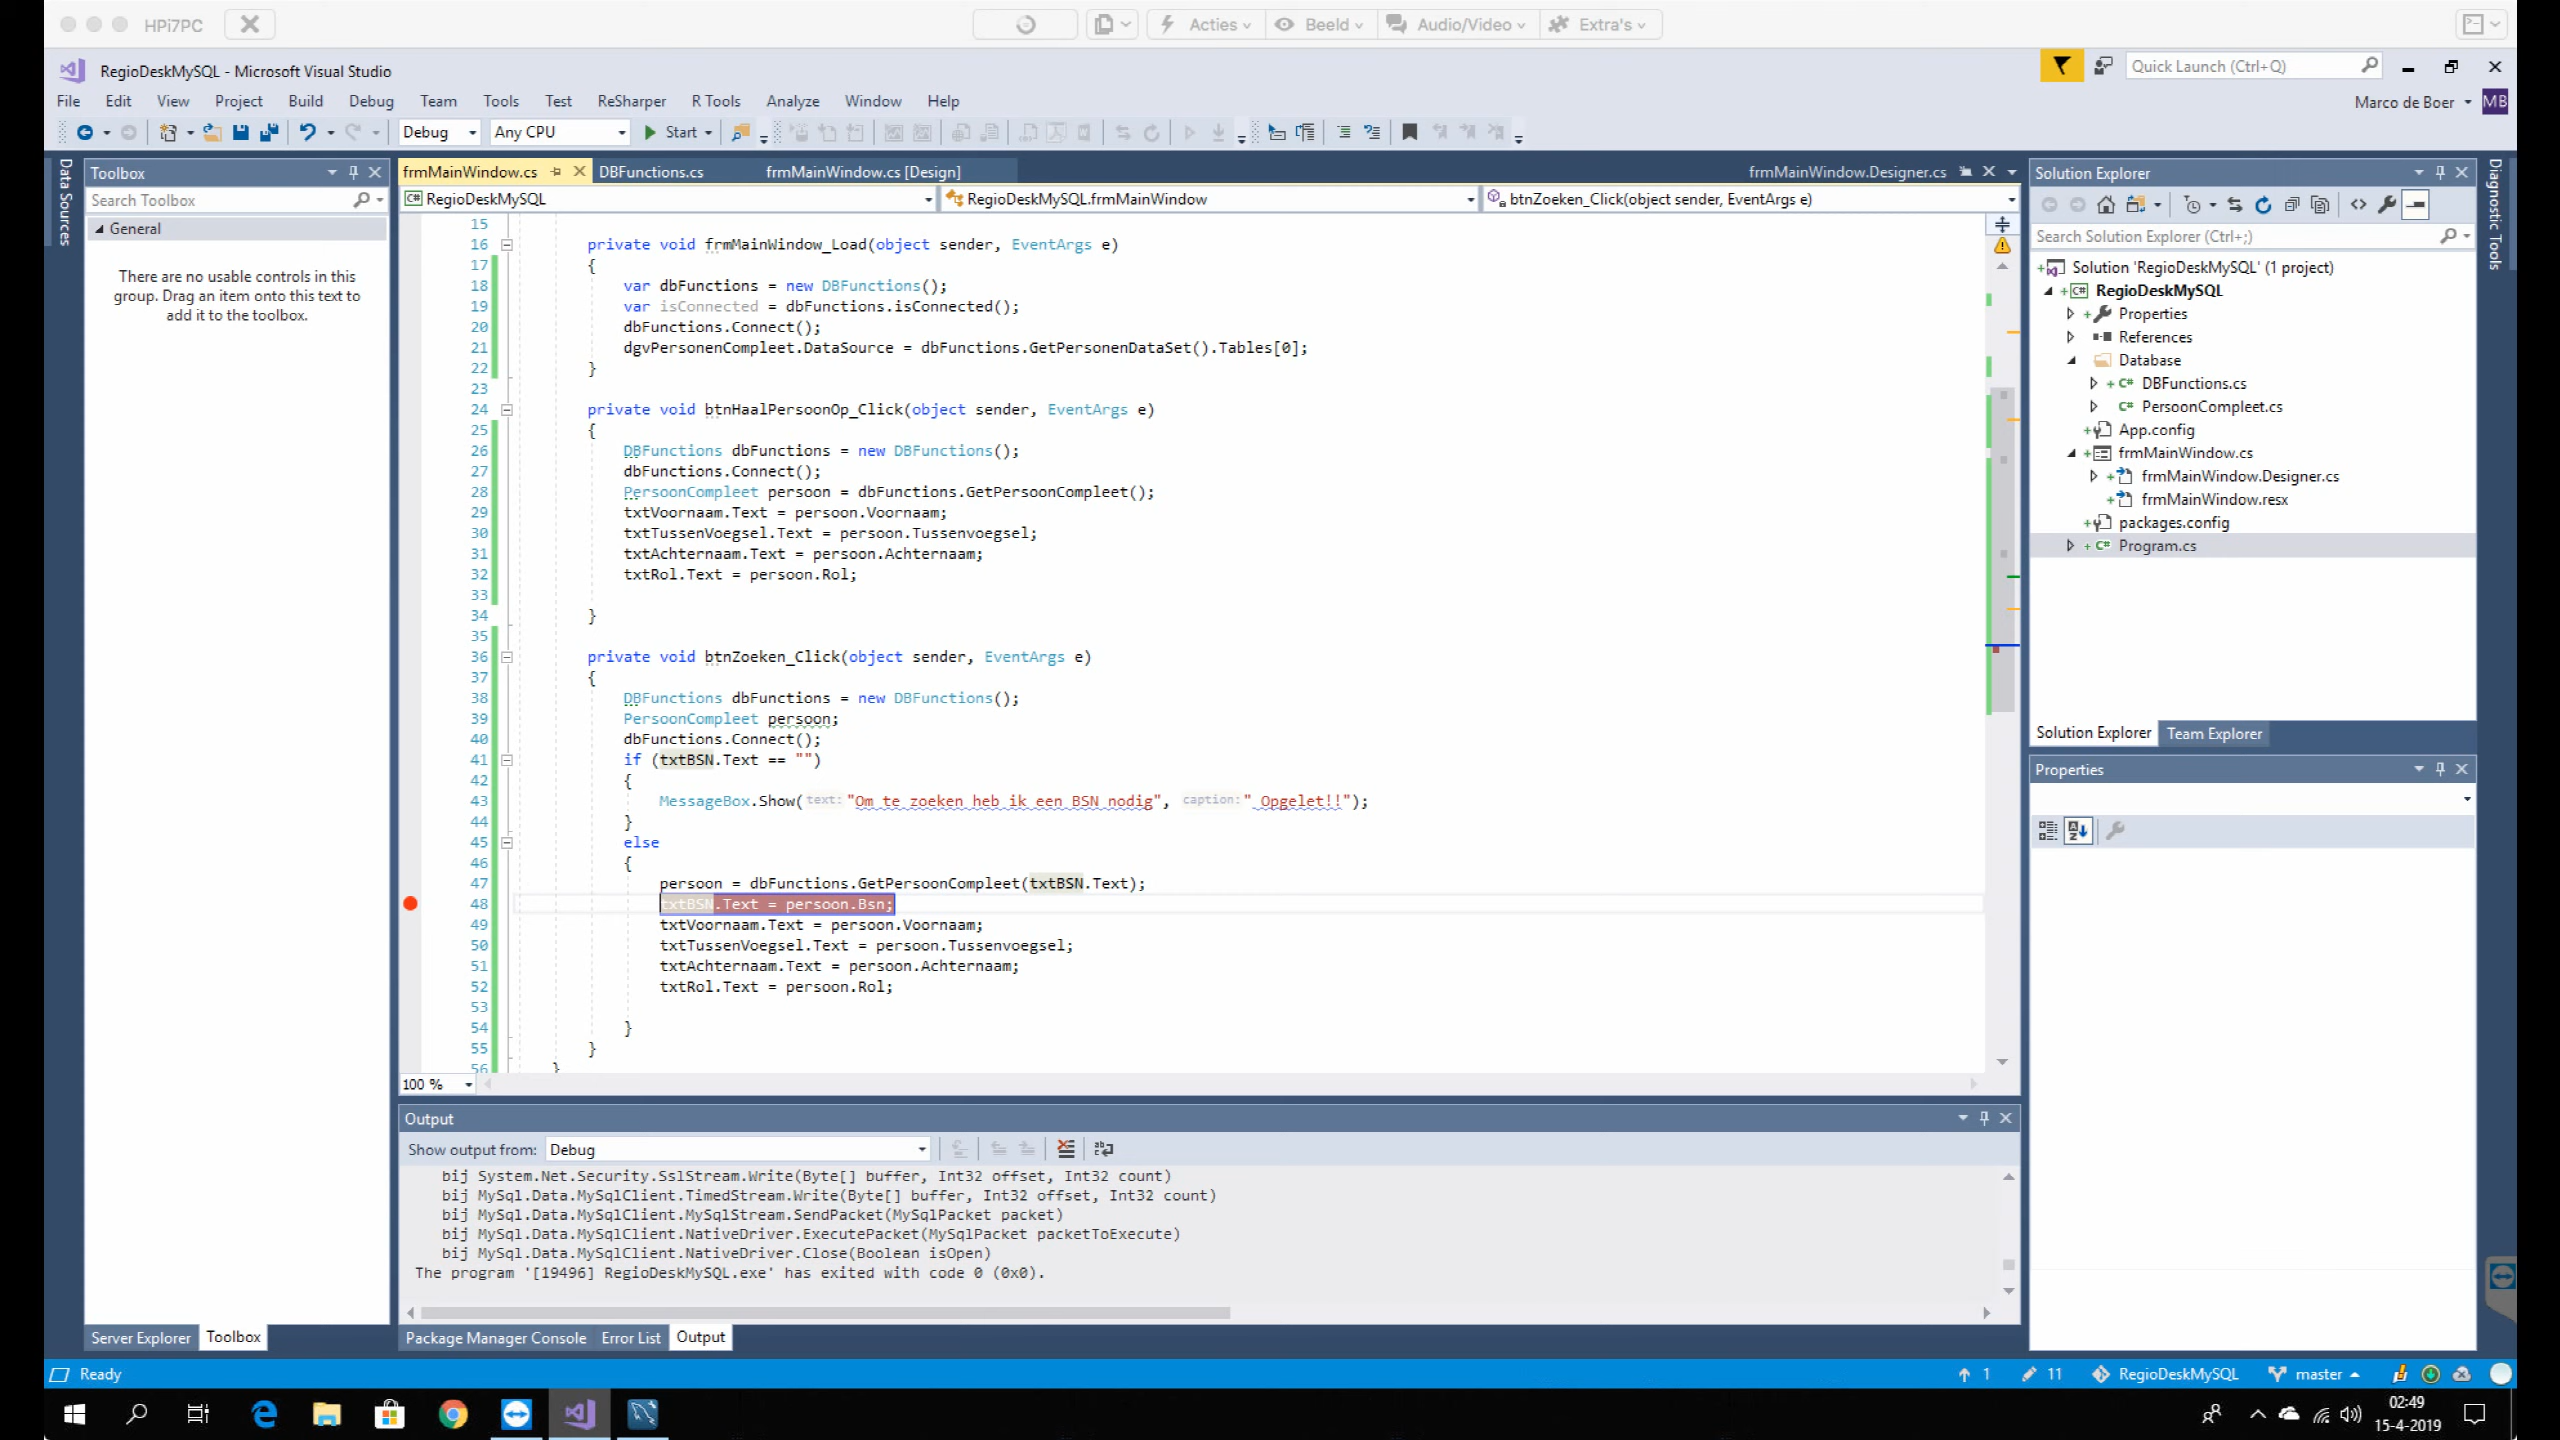 HPi7PC
Acties
Beeld
Audio/Video
Extra's
RegioDeskMySQL - Microsoft Visual Studio
Quick Launch (Ctrl+Q)
File Edit View Project Build Debug Team Tools Test ReSharper R Tools Analyze Window Help
Marco de Boer MB
Debug Any CPU Start
Data Sources
Toolbox
Search Toolbox
General
There are no usable controls in this
group. Drag an item onto this text to
add it to the toolbox.
Server Explorer Toolbox
frmMainWindow.cs DBFunctions.cs frmMainWindow.cs [Design] frmMainWindow.Designer.cs
RegioDeskMySQL RegioDeskMySQL.frmMainWindow btnZoeken_Click(object sender, EventArgs e)
15
16 private void frmMainWindow_Load(object sender, EventArgs e)
17 {
18 var dbFunctions = new DBFunctions();
19 var isConnected = dbFunctions.isConnected();
20 dbFunctions.Connect();
21 dgvPersonenCompleet.DataSource = dbFunctions.GetPersonenDataSet().Tables[0];
22 }
23
24 private void btnHaalPersoonOp_Click(object sender, EventArgs e)
25 {
26 DBFunctions dbFunctions = new DBFunctions();
27 dbFunctions.Connect();
28 PersoonCompleet persoon = dbFunctions.GetPersoonCompleet();
29 txtVoornaam.Text = persoon.Voornaam;
30 txtTussenVoegsel.Text = persoon.Tussenvoegsel;
31 txtAchternaam.Text = persoon.Achternaam;
32 txtRol.Text = persoon.Rol;
33
34 }
35
36 private void btnZoeken_Click(object sender, EventArgs e)
37 {
38 DBFunctions dbFunctions = new DBFunctions();
39 PersoonCompleet persoon;
40 dbFunctions.Connect();
41 if (txtBSN.Text == "")
42 {
43 MessageBox.Show(text: "Om te zoeken heb ik een BSN nodig", caption: " Opgelet!!");
44 }
45 else
46 {
47 persoon = dbFunctions.GetPersoonCompleet(txtBSN.Text);
48 txtBSN.Text = persoon.Bsn;
49 txtVoornaam.Text = persoon.Voornaam;
50 txtTussenVoegsel.Text = persoon.Tussenvoegsel;
51 txtAchternaam.Text = persoon.Achternaam;
52 txtRol.Text = persoon.Rol;
53
54 }
55 }
56 }
100 %
Output
Show output from: Debug
bij System.Net.Security.SslStream.Write(Byte[] buffer, Int32 offset, Int32 count)
bij MySql.Data.MySqlClient.TimedStream.Write(Byte[] buffer, Int32 offset, Int32 count)
bij MySql.Data.MySqlClient.MySqlStream.SendPacket(MySqlPacket packet)
bij MySql.Data.MySqlClient.NativeDriver.ExecutePacket(MySqlPacket packetToExecute)
bij MySql.Data.MySqlClient.NativeDriver.Close(Boolean isOpen)
The program '[19496] RegioDeskMySQL.exe' has exited with code 0 (0x0).
Package Manager Console Error List Output
Solution Explorer
Search Solution Explorer (Ctrl+;)
Solution 'RegioDeskMySQL' (1 project)
RegioDeskMySQL
Properties
References
Database
DBFunctions.cs
PersoonCompleet.cs
App.config
frmMainWindow.cs
frmMainWindow.Designer.cs
frmMainWindow.resx
packages.config
Program.cs
Solution Explorer Team Explorer
Properties
Diagnostic Tools
Ready
1 11 RegioDeskMySQL master
02:49
15-4-2019